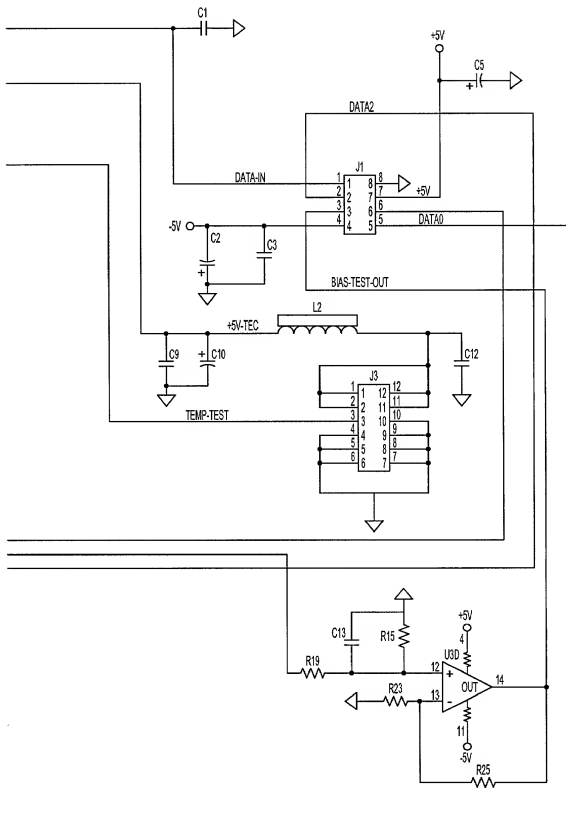 C1
+5V
C5
+
DATA2
J1
DATA-IN
1 1 8 8
2 2 7 7 +5V
3 3 6 6
4 4 5 5 DATA0
-5V
C2
+
C3
BIAS-TEST-OUT
L2
+5V-TEC
C9
+ C10
C12
J3
1 1 12 12
2 2 11 11
TEMP-TEST 3 3 10 10
4 4 9 9
5 5 8 8
6 6 7 7
+5V
C13
R15
4
U3D
R19
12 +
OUT
14
R23
13 -
11
-5V
R25